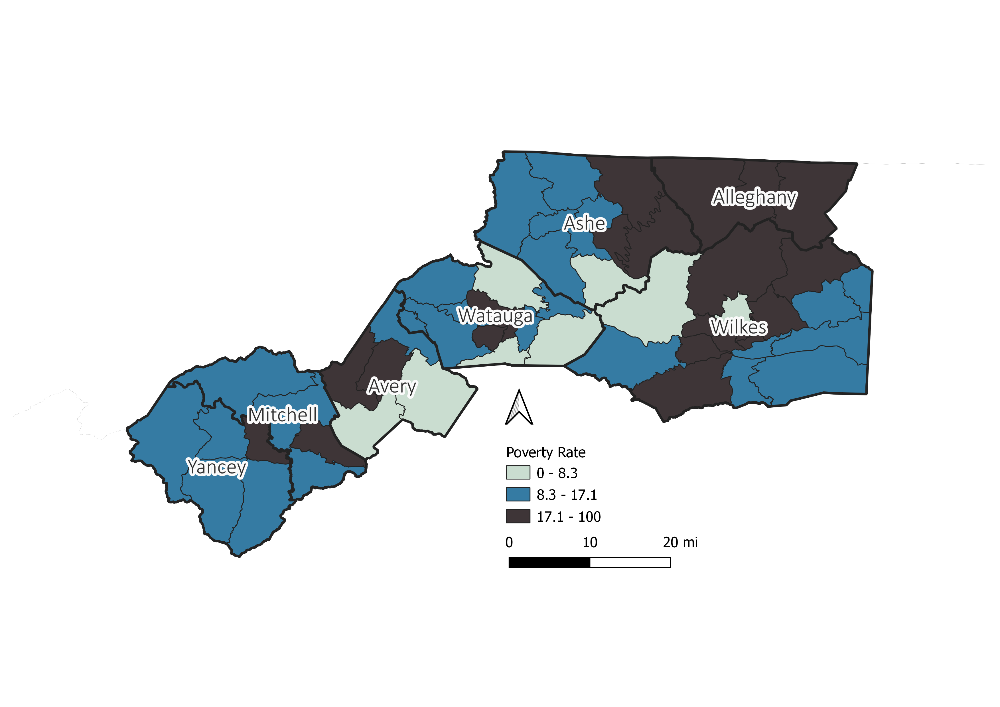 Alleghany
Ashe
Watauga
Wilkes
Avery
Mitchell
Yancey
Poverty Rate
0 - 8.3
8.3 - 17.1
17.1 - 100
0 10 20 mi